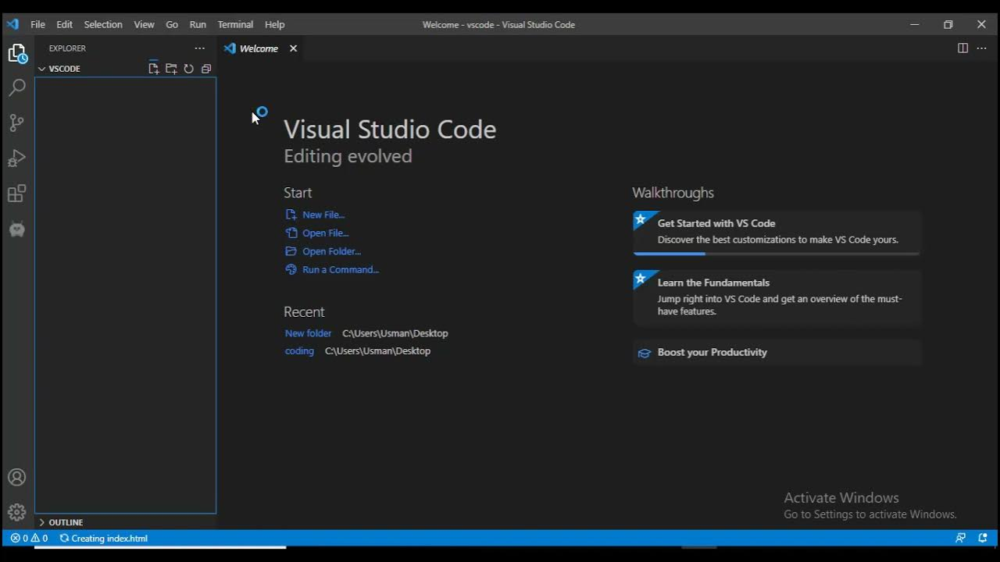 File Edit Selection View Go Run Terminal Help
Welcome - vscode - Visual Studio Code
EXPLORER
Welcome
VSCODE
Visual Studio Code
Editing evolved
Start
New File...
Open File...
Open Folder...
Run a Command...
Recent
New folder C:\Users\Usman\Desktop
coding C:\Users\Usman\Desktop
Walkthroughs
Get Started with VS Code
Discover the best customizations to make VS Code yours.
Learn the Fundamentals
Jump right into VS Code and get an overview of the must-
have features.
Boost your Productivity
Activate Windows
Go to Settings to activate Windows.
OUTLINE
0 0 Creating index.html